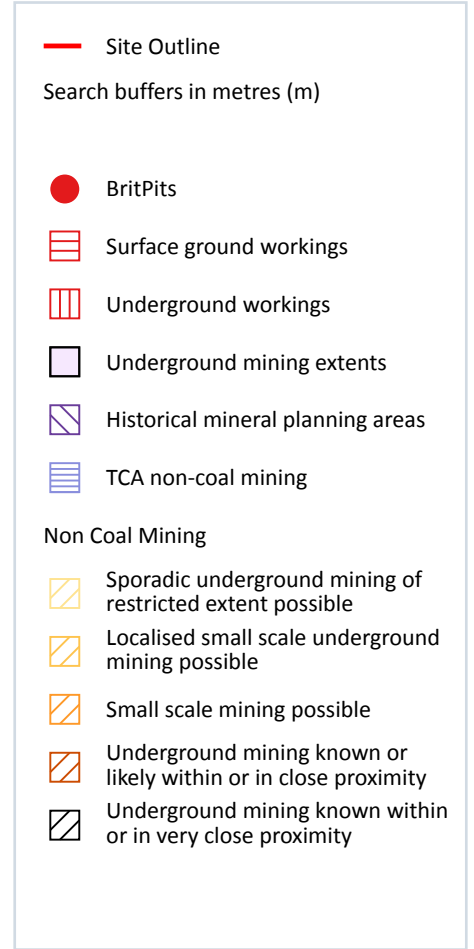 Site Outline
Search buffers in metres (m)
BritPits
Surface ground workings
Underground workings
Underground mining extents
Historical mineral planning areas
TCA non-coal mining
Non Coal Mining
Sporadic underground mining of
restricted extent possible
Localised small scale underground
mining possible
Small scale mining possible
Underground mining known or
likely within or in close proximity
Underground mining known within
or in very close proximity